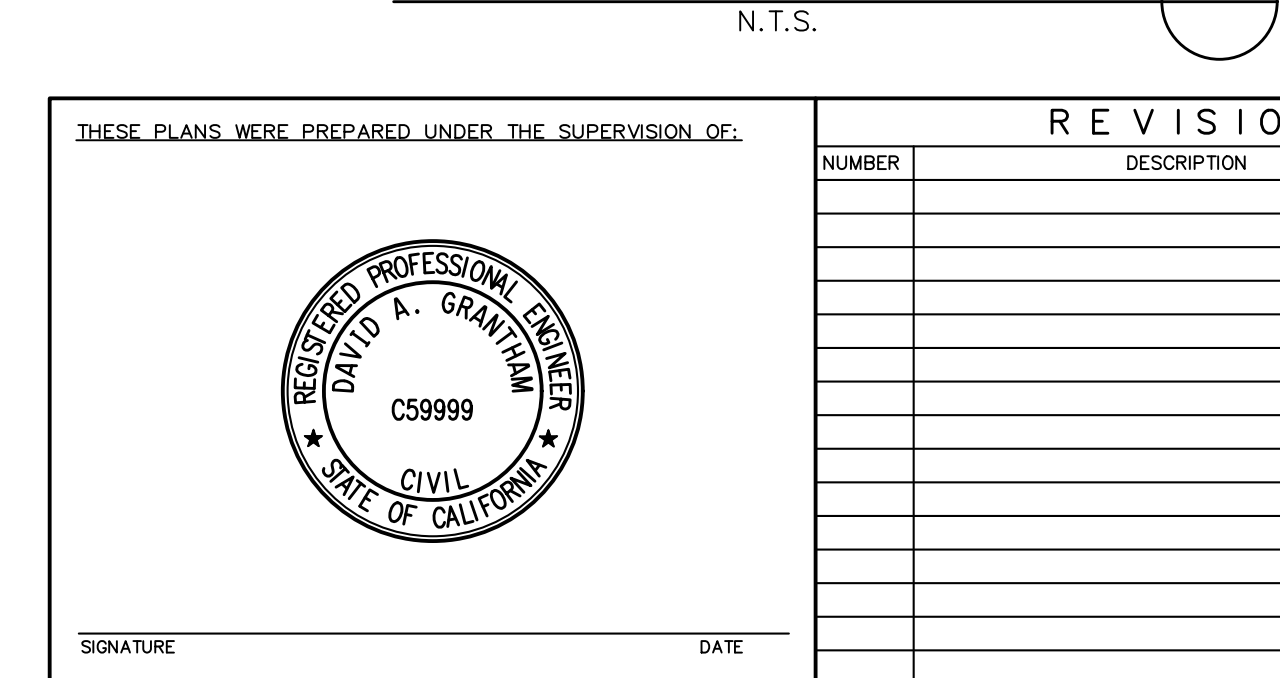 N.T.S.
THESE PLANS WERE PREPARED UNDER THE SUPERVISION OF:
REGISTERED PROFESSIONAL ENGINEER
DAVID A. GRANTHAM
C59999
CIVIL
★ STATE OF CALIFORNIA ★
SIGNATURE DATE
REVISIO
NUMBER DESCRIPTION